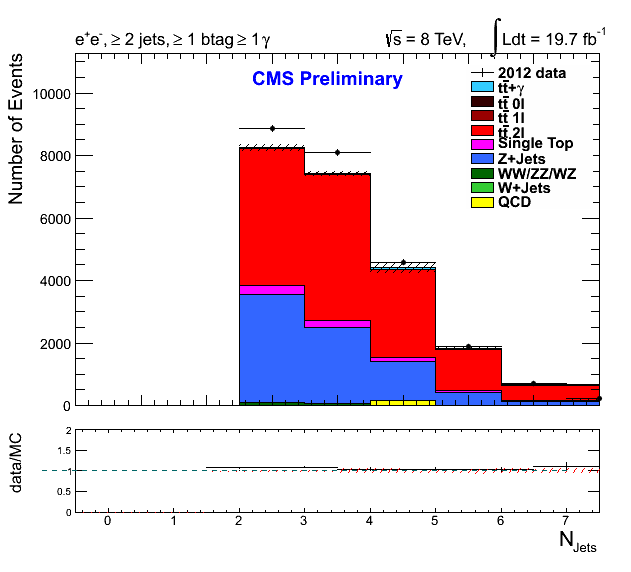 e⁺e⁻, ≥ 2 jets, ≥ 1 btag ≥ 1 γ √s = 8 TeV, ∫ Ldt = 19.7 fb⁻¹
CMS Preliminary
2012 data
tt̄+γ
tt̄ 0l
tt̄ 1l
tt̄ 2l
Single Top
Z+Jets
WW/ZZ/WZ
W+Jets
QCD
Number of Events
10000
8000
6000
4000
2000
0
data/MC
2
1.5
1
0.5
0
0 1 2 3 4 5 6 7
N_Jets